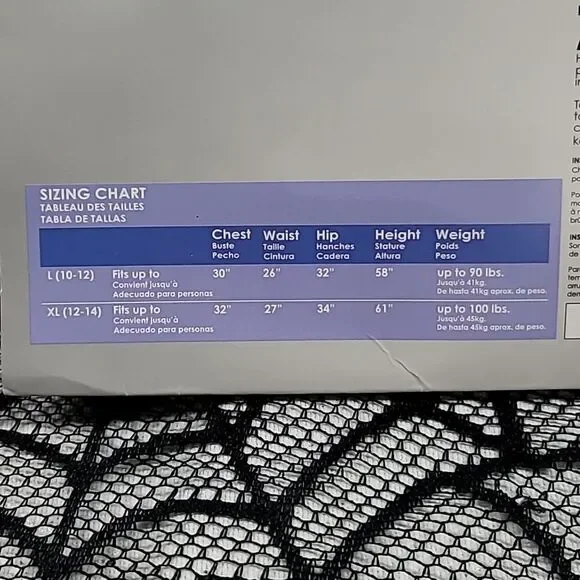 SIZING CHART
TABLEAU DES TAILLES
TABLA DE TALLAS
Chest Waist Hip Height Weight
Buste Taille Hanches Stature Poids
Pecho Cintura Cadera Altura Peso
L (10-12) Fits up to 30" 26" 32" 58" up to 90 lbs.
Convient jusqu'à Jusqu'à 41kg.
Adecuado para personas De hasta 41kg aprox. de peso.
XL (12-14) Fits up to 32" 27" 34" 61" up to 100 lbs.
Convient jusqu'à Jusqu'à 45kg.
Adecuado para personas De hasta 45kg aprox. de peso.